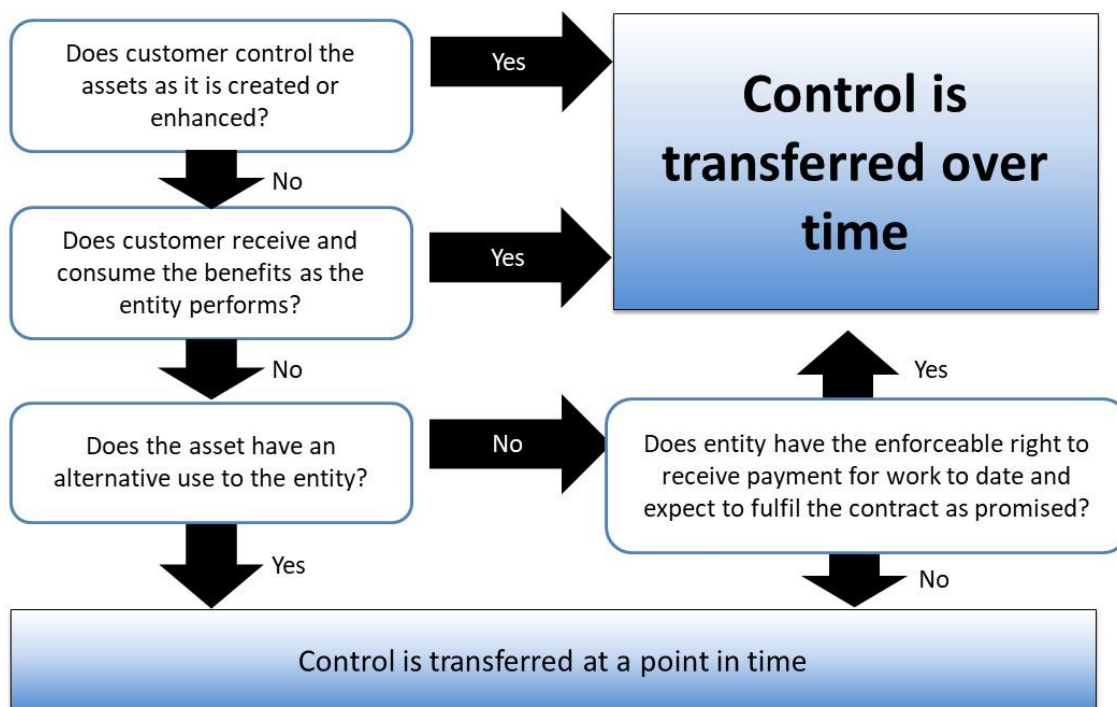 Does customer control the
assets as it is created or
enhanced?
Yes
Control is
transferred over
time
No
Does customer receive and
consume the benefits as the
entity performs?
Yes
No
Yes
Does the asset have an
alternative use to the entity?
No
Does entity have the enforceable right to
receive payment for work to date and
expect to fulfil the contract as promised?
Yes
No
Control is transferred at a point in time